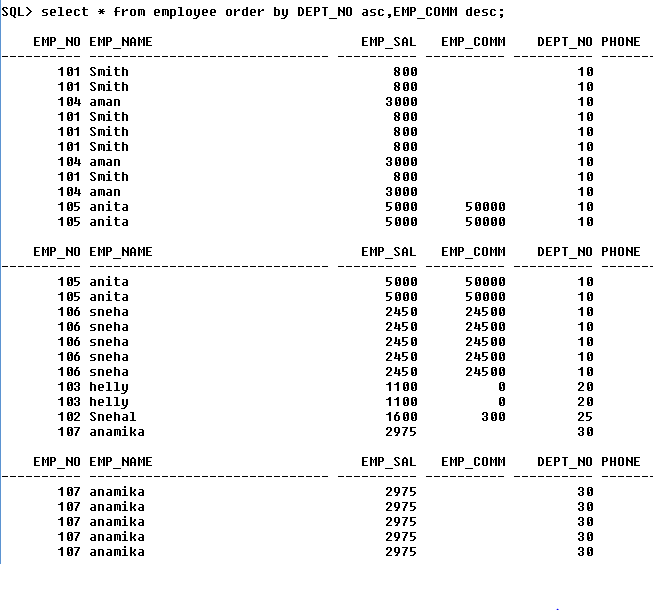 SQL> select * from employee order by DEPT_NO asc,EMP_COMM desc;
EMP_NO EMP_NAME EMP_SAL EMP_COMM DEPT_NO PHONE
---------- ------------------------------ ---------- ---------- ---------- -------
101 Smith 800 10
101 Smith 800 10
104 aman 3000 10
101 Smith 800 10
101 Smith 800 10
101 Smith 800 10
104 aman 3000 10
101 Smith 800 10
104 aman 3000 10
105 anita 5000 50000 10
105 anita 5000 50000 10
EMP_NO EMP_NAME EMP_SAL EMP_COMM DEPT_NO PHONE
---------- ------------------------------ ---------- ---------- ---------- -------
105 anita 5000 50000 10
105 anita 5000 50000 10
106 sneha 2450 24500 10
106 sneha 2450 24500 10
106 sneha 2450 24500 10
106 sneha 2450 24500 10
106 sneha 2450 24500 10
103 helly 1100 0 20
103 helly 1100 0 20
102 Snehal 1600 300 25
107 anamika 2975 30
EMP_NO EMP_NAME EMP_SAL EMP_COMM DEPT_NO PHONE
---------- ------------------------------ ---------- ---------- ---------- -------
107 anamika 2975 30
107 anamika 2975 30
107 anamika 2975 30
107 anamika 2975 30
107 anamika 2975 30